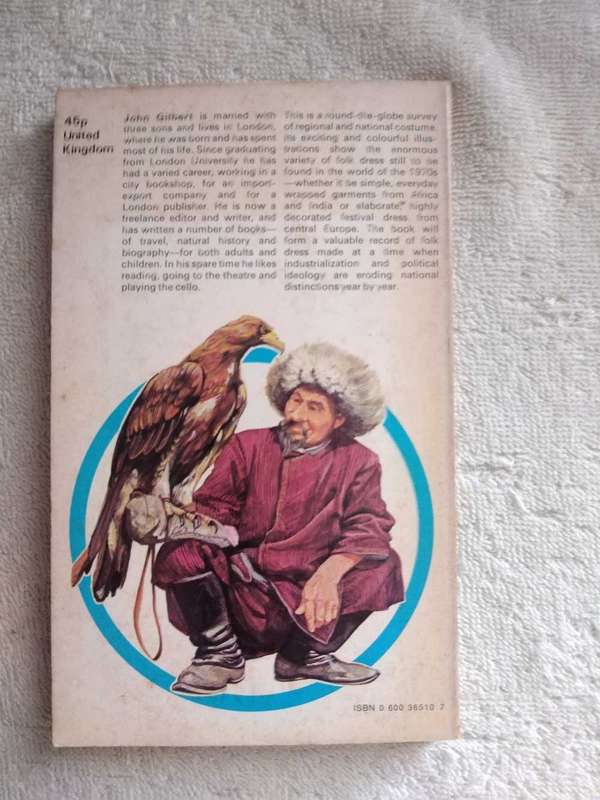 45p
United
Kingdom
John Gilbert is married with
three sons and lives in London,
where he was born and has spent
most of his life. Since graduating
from London University he has
had a varied career, working in a
city bookshop, for an import-
export company and for a
London publisher. He is now a
freelance editor and writer, and
has written a number of books—
of travel, natural history and
biography—for both adults and
children. In his spare time he likes
reading, going to the theatre and
playing the cello.
This is a round-the-globe survey
of regional and national costume.
Its exciting and colourful illus-
trations show the enormous
variety of folk dress still to be
found in the world of the 1970s
—whether it be simple, everyday
wrapped garments from Africa
and India or elaborate, highly
decorated festival dress from
central Europe. The book will
form a valuable record of folk
dress made at a time when
industrialization and political
ideology are eroding national
distinctions year by year.
ISBN 0 600 36510 7